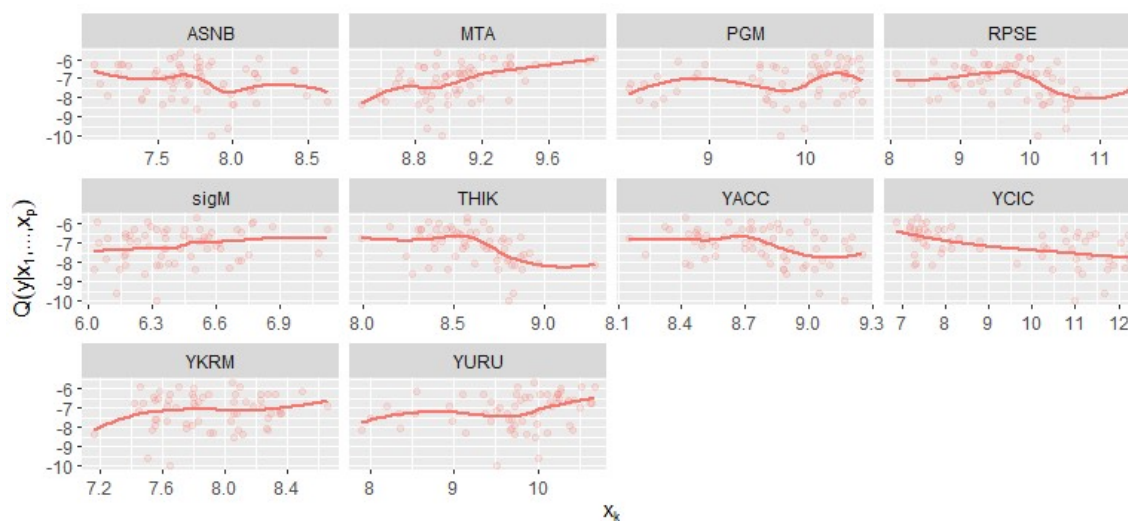 ASNB MTA PGM RPSE
-6
-7
-8
-9
-10
7.5 8.0 8.5 8.8 9.2 9.6 9 10 8 9 10 11
sigM THIK YACC YCIC
-6
-7
-8
-9
-10
6.0 6.3 6.6 6.9 8.0 8.5 9.0 8.1 8.4 8.7 9.0 9.3 7 8 9 10 11 12
YKRM YURU
-6
-7
-8
-9
-10
7.2 7.6 8.0 8.4 8 9 10
Q(y|x₁,...,xₚ)
xₖ